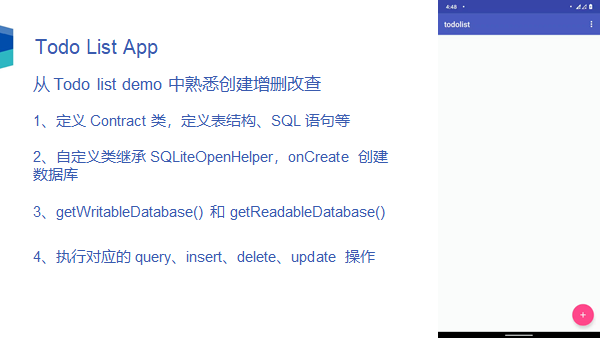 Todo List App
从 Todo list demo 中熟悉创建增删改查
1、定义 Contract 类，定义表结构、SQL 语句等
2、自定义类继承 SQLiteOpenHelper，onCreate 创建
数据库
3、getWritableDatabase() 和 getReadableDatabase()
4、执行对应的 query、insert、delete、update 操作
4:48
todolist